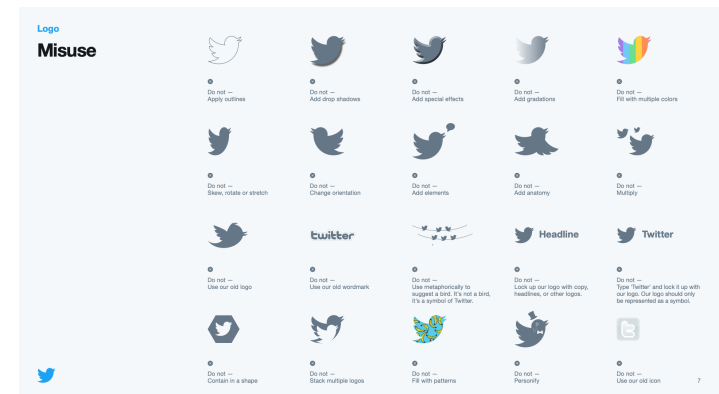 Logo
Misuse
Do not —
Apply outlines
Do not —
Add drop shadows
Do not —
Add special effects
Do not —
Add gradations
Do not —
Fill with multiple colors
Do not —
Skew, rotate or stretch
Do not —
Change orientation
Do not —
Add elements
Do not —
Add anatomy
Do not —
Multiply
twitter
Headline
Twitter
Do not —
Use our old logo
Do not —
Use our old wordmark
Do not —
Use metaphorically to
suggest a bird. It's not a bird,
it's a symbol of Twitter.
Do not —
Lock up our logo with copy,
headlines, or other logos.
Do not —
Type 'Twitter' and lock it up with
our logo. Our logo should only
be represented as a symbol.
t
Do not —
Contain in a shape
Do not —
Stack multiple logos
Do not —
Fill with patterns
Do not —
Personify
Do not —
Use our old icon
7